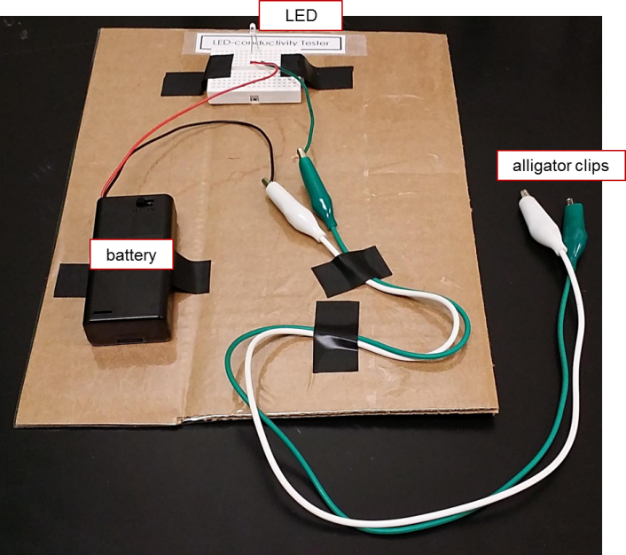 LED
LED-conductivity Tester
alligator clips
battery